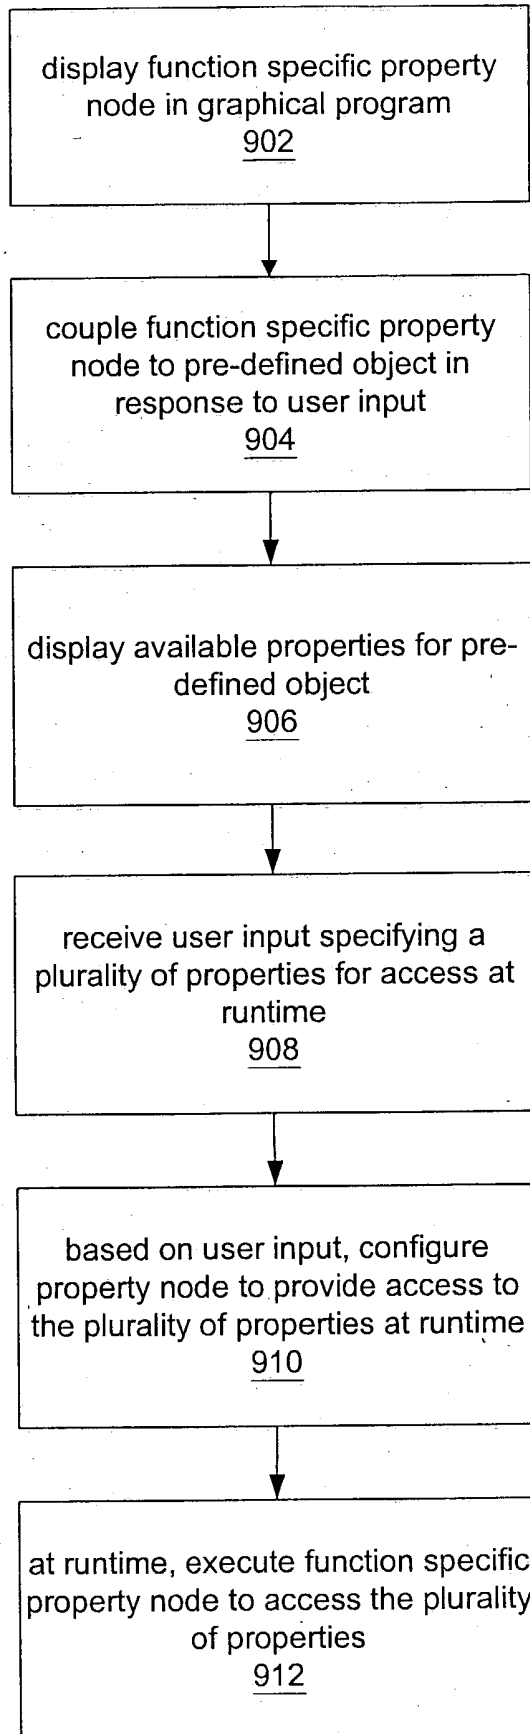 display function specific property
node in graphical program
902
couple function specific property
node to pre-defined object in
response to user input
904
display available properties for pre-
defined object
906
receive user input specifying a
plurality of properties for access at
runtime
908
based on user input, configure
property node to provide access to
the plurality of properties at runtime
910
at runtime, execute function specific
property node to access the plurality
of properties
912